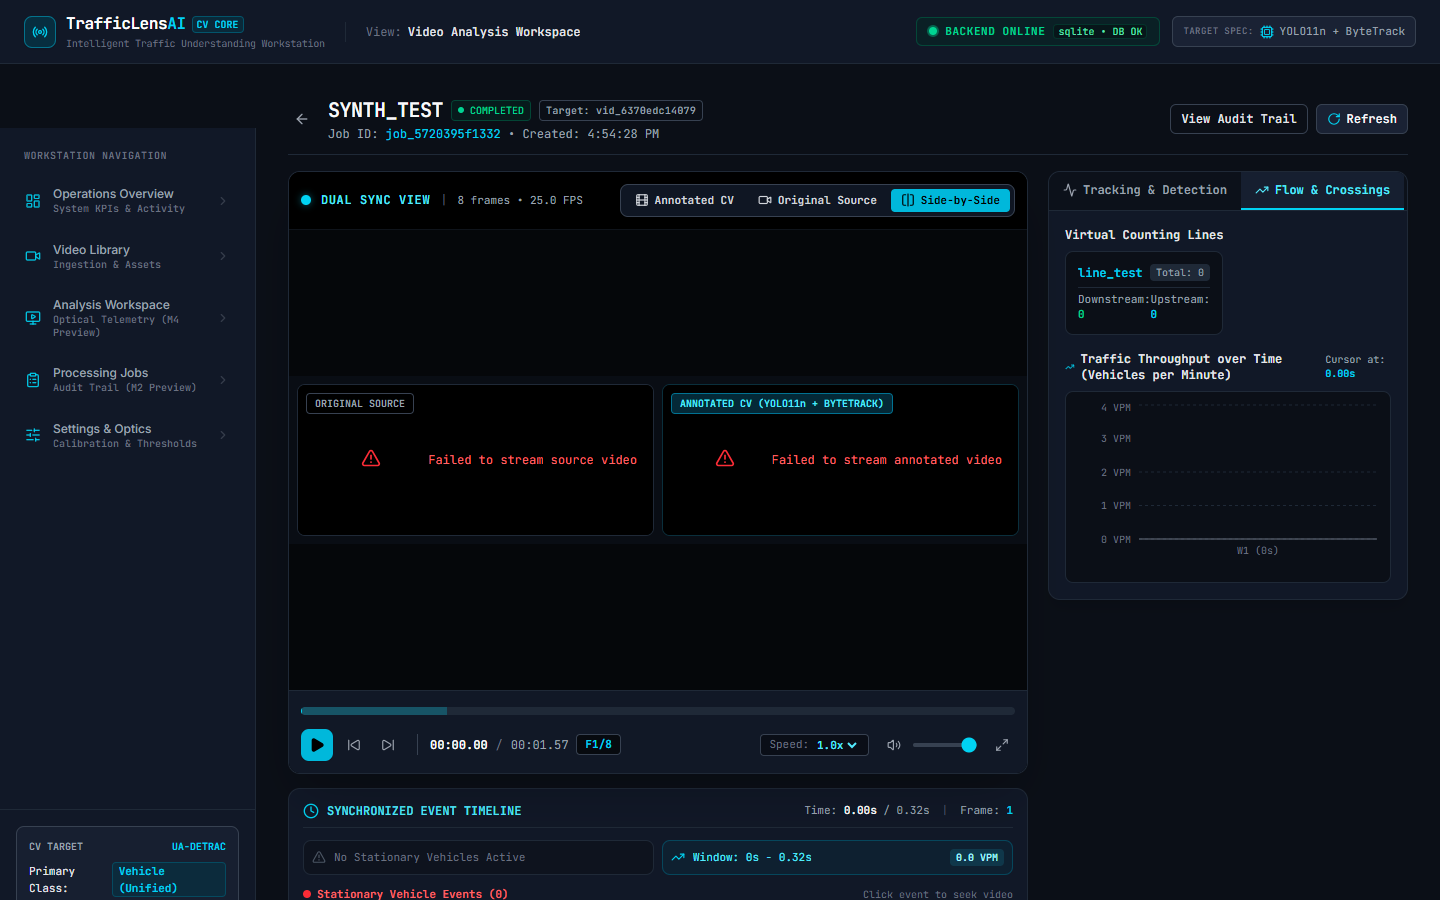 TrafficLensAI CV CORE
Intelligent Traffic Understanding Workstation
View: Video Analysis Workspace
BACKEND ONLINE sqlite • DB OK
TARGET SPEC: YOLO11n + ByteTrack
WORKSTATION NAVIGATION
Operations Overview
System KPIs & Activity
Video Library
Ingestion & Assets
Analysis Workspace
Optical Telemetry (M4
Preview)
Processing Jobs
Audit Trail (M2 Preview)
Settings & Optics
Calibration & Thresholds
CV TARGET UA-DETRAC
Primary
Class:
Vehicle
(Unified)
SYNTH_TEST COMPLETED Target: vid_6370edc14079
Job ID: job_5720395f1332 • Created: 4:54:28 PM
View Audit Trail
Refresh
DUAL SYNC VIEW | 8 frames • 25.0 FPS
Annotated CV Original Source Side-by-Side
ORIGINAL SOURCE
Failed to stream source video
ANNOTATED CV (YOLO11n + BYTETRACK)
Failed to stream annotated video
00:00.00 / 00:01.57 F1/8
Speed: 1.0x
SYNCHRONIZED EVENT TIMELINE
Time: 0.00s / 0.32s | Frame: 1
No Stationary Vehicles Active
Window: 0s - 0.32s 0.0 VPM
Stationary Vehicle Events (0)
Click event to seek video
Tracking & Detection
Flow & Crossings
Virtual Counting Lines
line_test Total: 0
Downstream: Upstream:
0 0
Traffic Throughput over Time
(Vehicles per Minute)
Cursor at:
0.00s
4 VPM
3 VPM
2 VPM
1 VPM
0 VPM
W1 (0s)